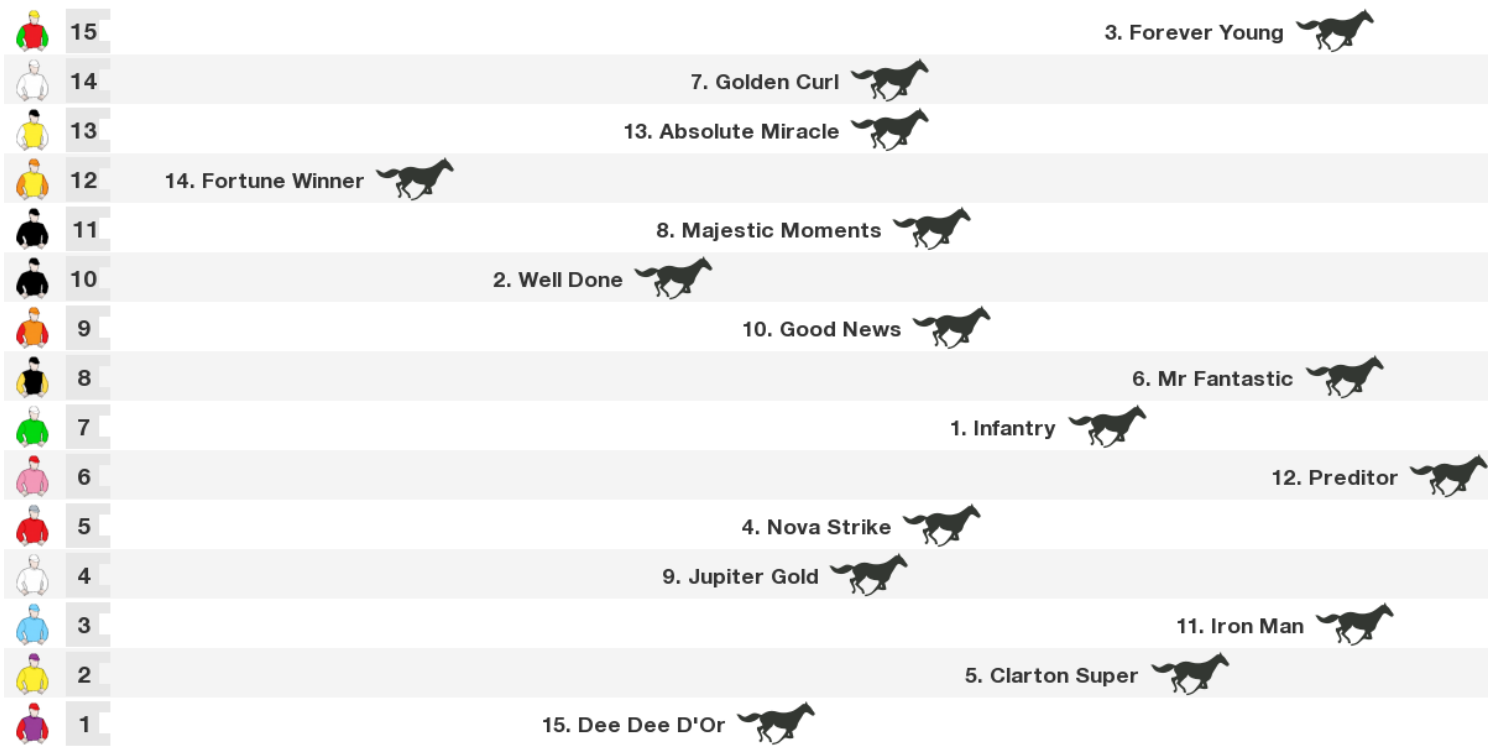 15 3. Forever Young
14 7. Golden Curl
13 13. Absolute Miracle
12 14. Fortune Winner
11 8. Majestic Moments
10 2. Well Done
9 10. Good News
8 6. Mr Fantastic
7 1. Infantry
6 12. Preditor
5 4. Nova Strike
4 9. Jupiter Gold
3 11. Iron Man
2 5. Clarton Super
1 15. Dee Dee D'Or